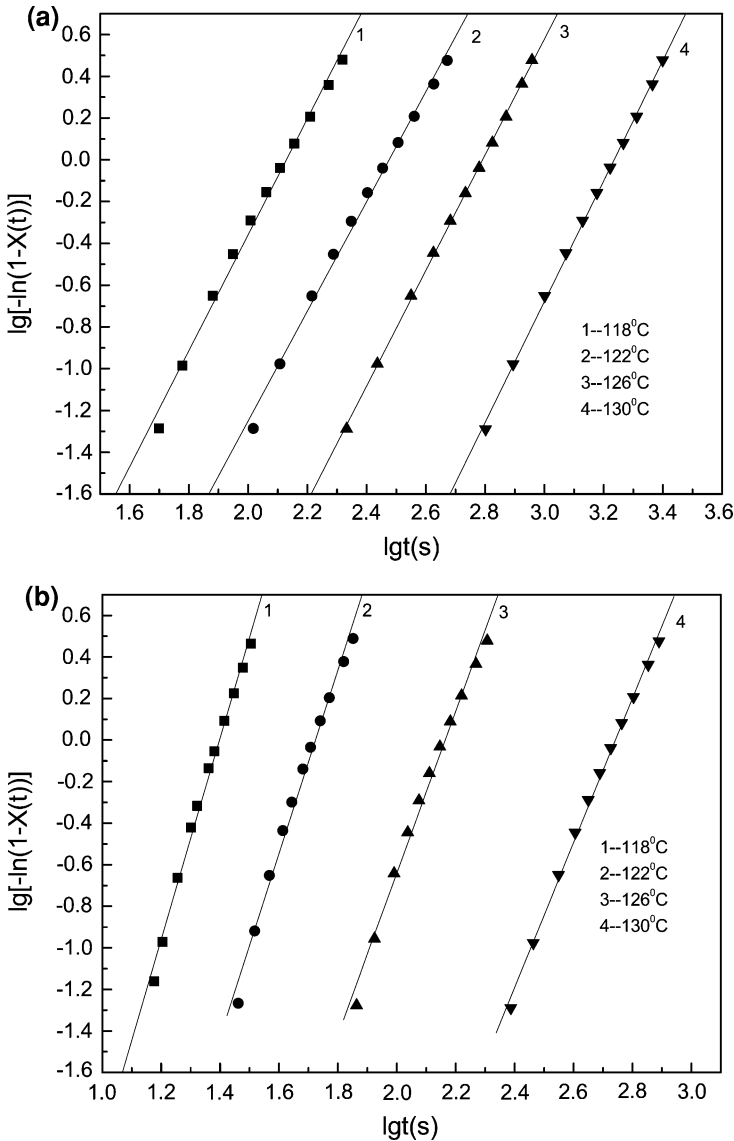 (a)
0.6
0.4
0.2
0.0
-0.2
-0.4
-0.6
-0.8
-1.0
-1.2
-1.4
-1.6
lg[-ln(1-X(t))]
1
2
3
4
1--118⁰C
2--122⁰C
3--126⁰C
4--130⁰C
1.6 1.8 2.0 2.2 2.4 2.6 2.8 3.0 3.2 3.4 3.6
lgt(s)
(b)
0.6
0.4
0.2
0.0
-0.2
-0.4
-0.6
-0.8
-1.0
-1.2
-1.4
-1.6
lg[-ln(1-X(t))]
1
2
3
4
1--118⁰C
2--122⁰C
3--126⁰C
4--130⁰C
1.0 1.2 1.4 1.6 1.8 2.0 2.2 2.4 2.6 2.8 3.0
lgt(s)